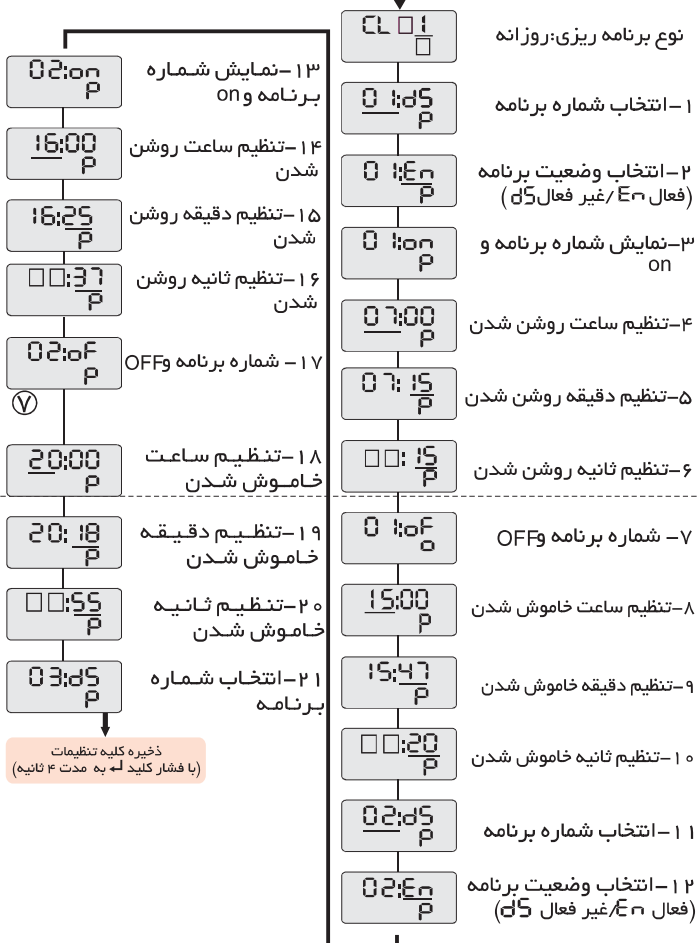 CL □1
□
نوع برنامه ریزی:روزانه
01:dS
P
۱-انتخاب شماره برنامه
01:En
P
۲-انتخاب وضعیت برنامه
(فعال En/غیر فعال dS)
01:on
P
۳-نمایش شماره برنامه و
on
07:00
P
۴-تنظیم ساعت روشن شدن
07:15
P
۵-تنظیم دقیقه روشن شدن
□□:15
P
۶-تنظیم ثانیه روشن شدن
01:oF
o
۷- شماره برنامه وOFF
15:00
P
۸-تنظیم ساعت خاموش شدن
15:47
P
۹-تنظیم دقیقه خاموش شدن
□□:20
P
۱۰-تنظیم ثانیه خاموش شدن
02:dS
P
۱۱-انتخاب شماره برنامه
02:En
P
۱۲-انتخاب وضعیت برنامه
(فعال En/غیر فعال dS)
02:on
P
۱۳-نمایش شماره
برنامه وon
16:00
P
۱۴-تنظیم ساعت روشن
شدن
16:25
P
۱۵-تنظیم دقیقه روشن
شدن
□□:37
P
۱۶-تنظیم ثانیه روشن
شدن
02:oF
P
۱۷- شماره برنامه وOFF
۷
20:00
P
۱۸-تنظیم ساعت
خاموش شدن
20:18
P
۱۹-تنظیم دقیقه
خاموش شدن
□□:55
P
۲۰-تنظیم ثانیه
خاموش شدن
03:dS
P
۲۱-انتخاب شماره
برنامه
ذخیره کلیه تنظیمات
(با فشار کلید ↵ به مدت ۴ ثانیه)